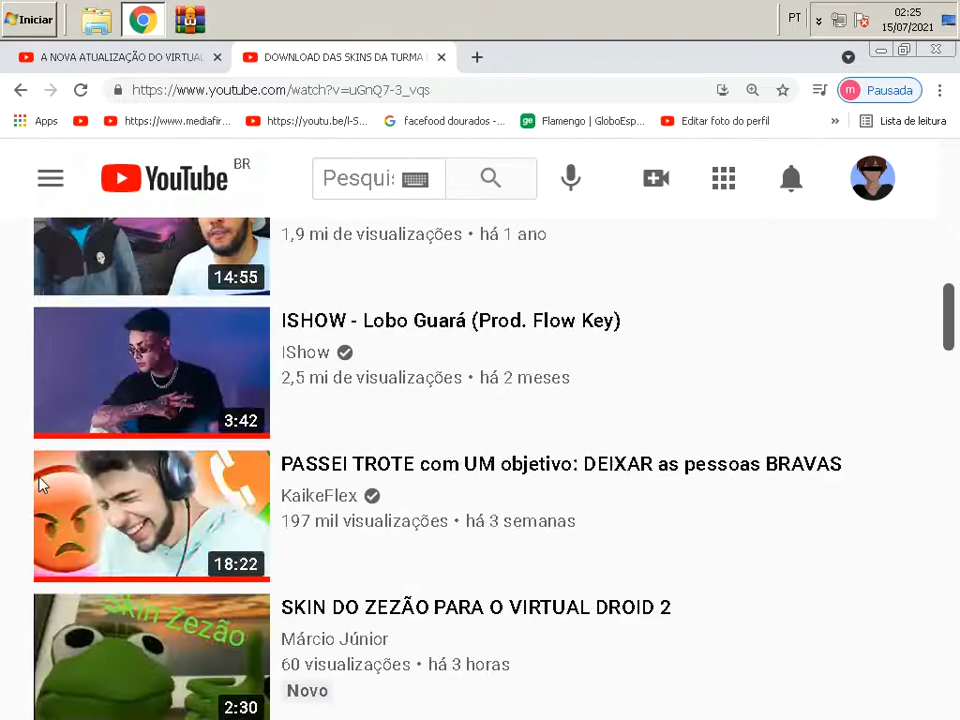 Iniciar
PT
02:25
15/07/2021
A NOVA ATUALIZAÇÃO DO VIRTUAL
DOWNLOAD DAS SKINS DA TURMA
https://www.youtube.com/watch?v=uGnQ7-3_vqs
m Pausada
Apps
https://www.mediafir...
https://youtu.be/l-S...
facefood dourados -...
ge Flamengo | GloboEsp...
Editar foto do perfil
Lista de leitura
YouTube BR
Pesqui
14:55
1,9 mi de visualizações • há 1 ano
3:42
ISHOW - Lobo Guará (Prod. Flow Key)
IShow
2,5 mi de visualizações • há 2 meses
18:22
PASSEI TROTE com UM objetivo: DEIXAR as pessoas BRAVAS
KaikeFlex
197 mil visualizações • há 3 semanas
Skin Zezão
2:30
SKIN DO ZEZÃO PARA O VIRTUAL DROID 2
Márcio Júnior
60 visualizações • há 3 horas
Novo